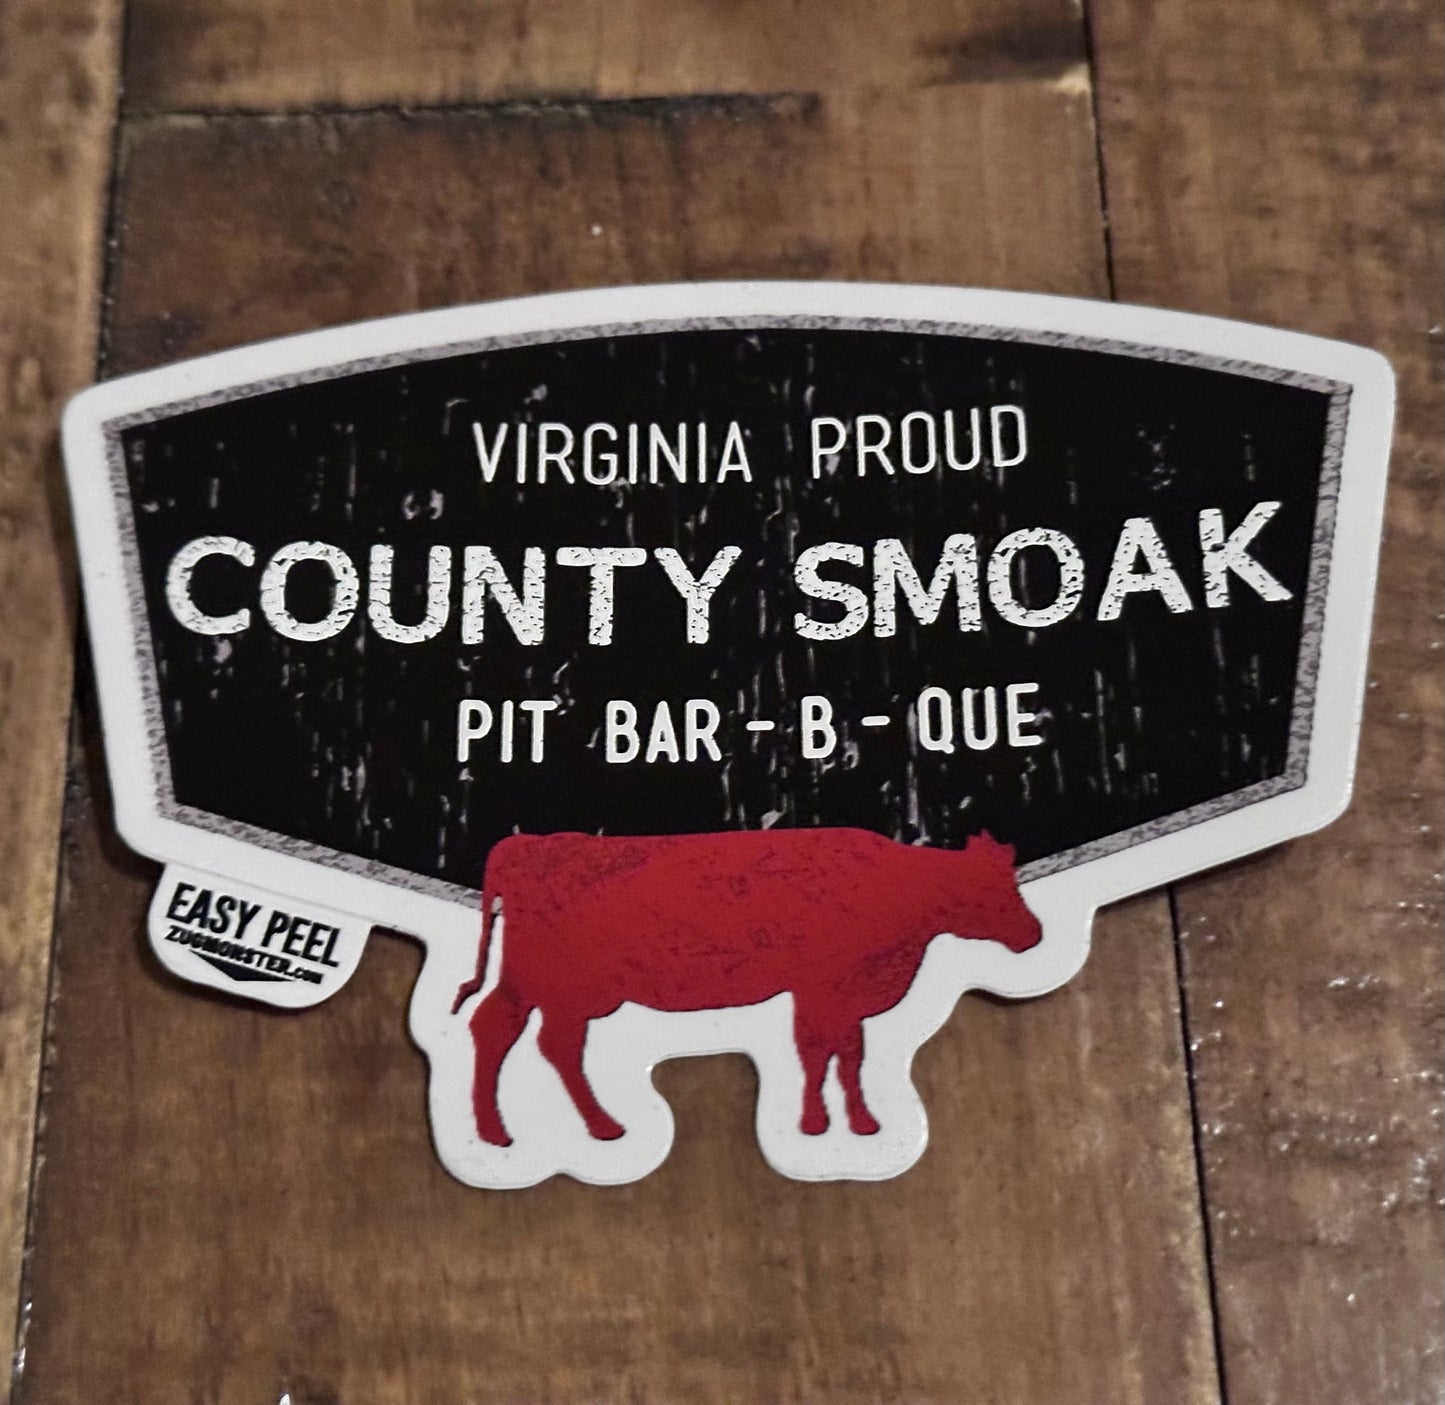 VIRGINIA PROUD
COUNTY SMOAK
PIT BAR-B-QUE
EASY PEEL
ZUGMONSTER.COM